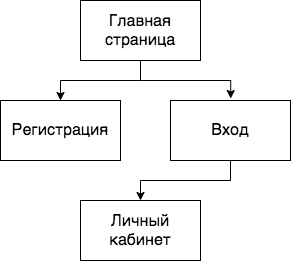 Главная
страница
Регистрация
Вход
Личный
кабинет